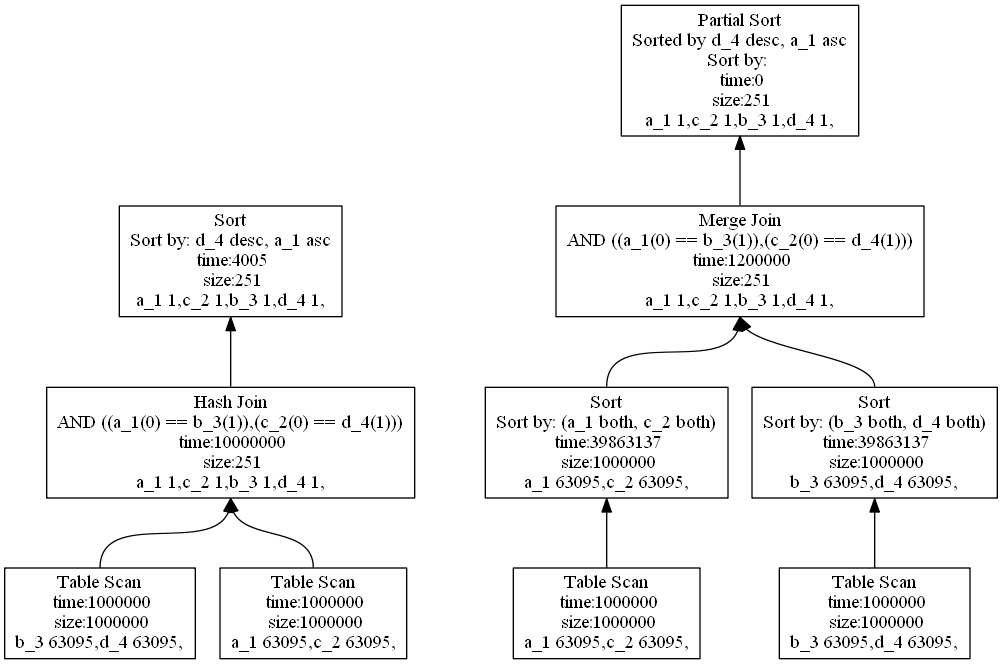 Partial Sort
Sorted by d_4 desc, a_1 asc
Sort by:
time:0
size:251
a_1 1,c_2 1,b_3 1,d_4 1,
Sort
Sort by: d_4 desc, a_1 asc
time:4005
size:251
a_1 1,c_2 1,b_3 1,d_4 1,
Merge Join
AND ((a_1(0) == b_3(1)),(c_2(0) == d_4(1)))
time:1200000
size:251
a_1 1,c_2 1,b_3 1,d_4 1,
Hash Join
AND ((a_1(0) == b_3(1)),(c_2(0) == d_4(1)))
time:10000000
size:251
a_1 1,c_2 1,b_3 1,d_4 1,
Sort
Sort by: (a_1 both, c_2 both)
time:39863137
size:1000000
a_1 63095,c_2 63095,
Sort
Sort by: (b_3 both, d_4 both)
time:39863137
size:1000000
b_3 63095,d_4 63095,
Table Scan
time:1000000
size:1000000
b_3 63095,d_4 63095,
Table Scan
time:1000000
size:1000000
a_1 63095,c_2 63095,
Table Scan
time:1000000
size:1000000
a_1 63095,c_2 63095,
Table Scan
time:1000000
size:1000000
b_3 63095,d_4 63095,